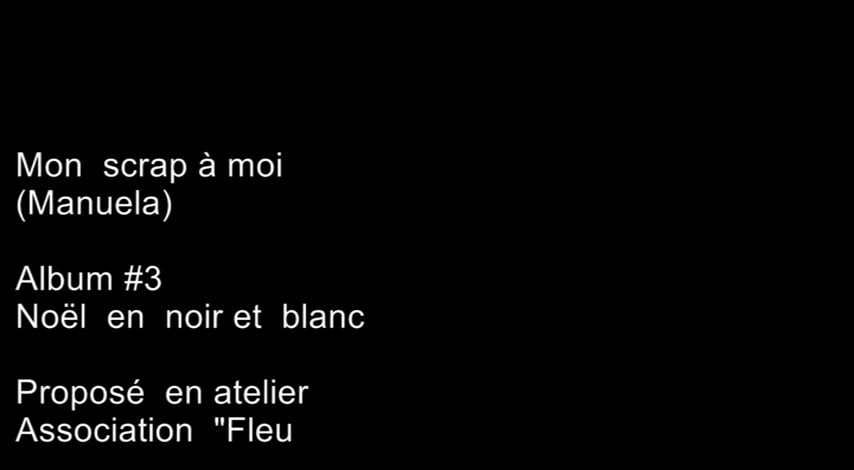 Mon scrap à moi
(Manuela)
Album #3
Noël en noir et blanc
Proposé en atelier
Association "Fleu